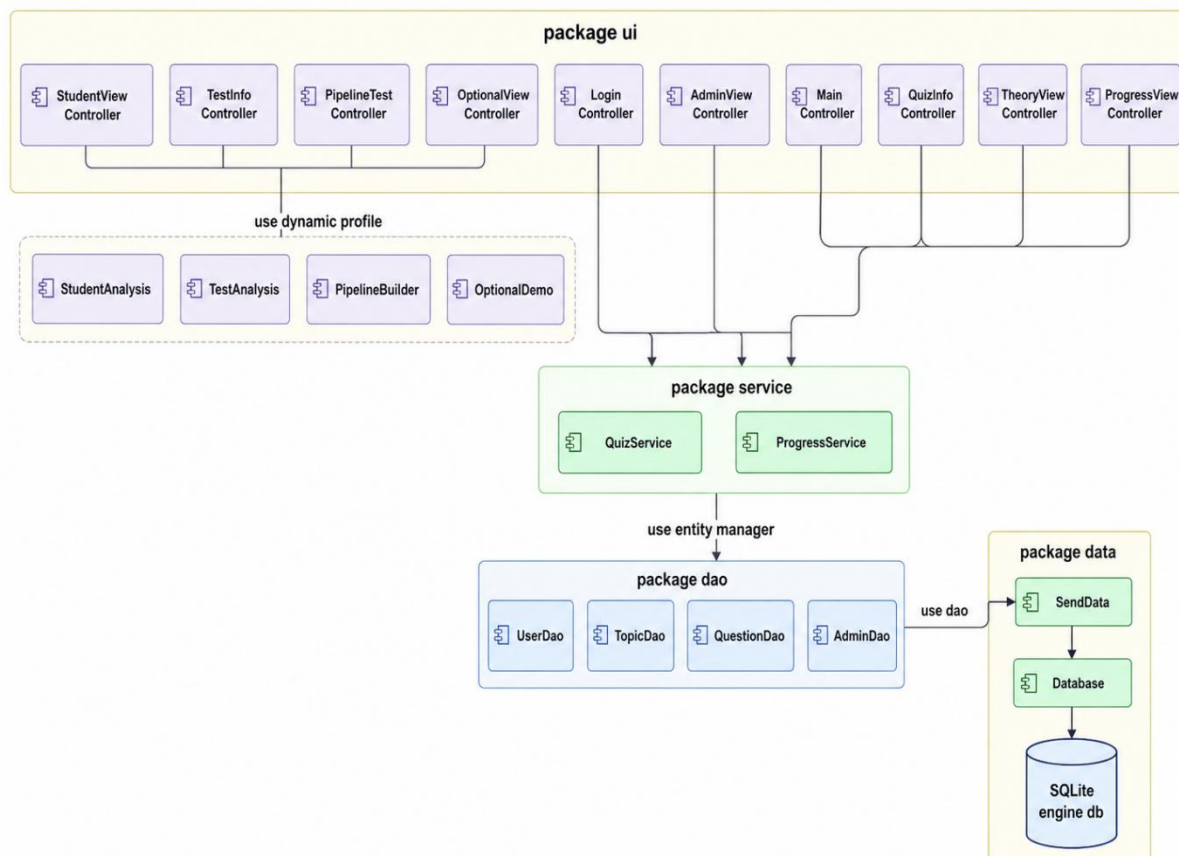 package ui
StudentView
Controller
TestInfo
Controller
PipelineTest
Controller
OptionalView
Controller
Login
Controller
AdminView
Controller
Main
Controller
QuizInfo
Controller
TheoryView
Controller
ProgressView
Controller
use dynamic profile
StudentAnalysis
TestAnalysis
PipelineBuilder
OptionalDemo
package service
QuizService
ProgressService
use entity manager
package dao
UserDao
TopicDao
QuestionDao
AdminDao
use dao
package data
SendData
Database
SQLite
engine db